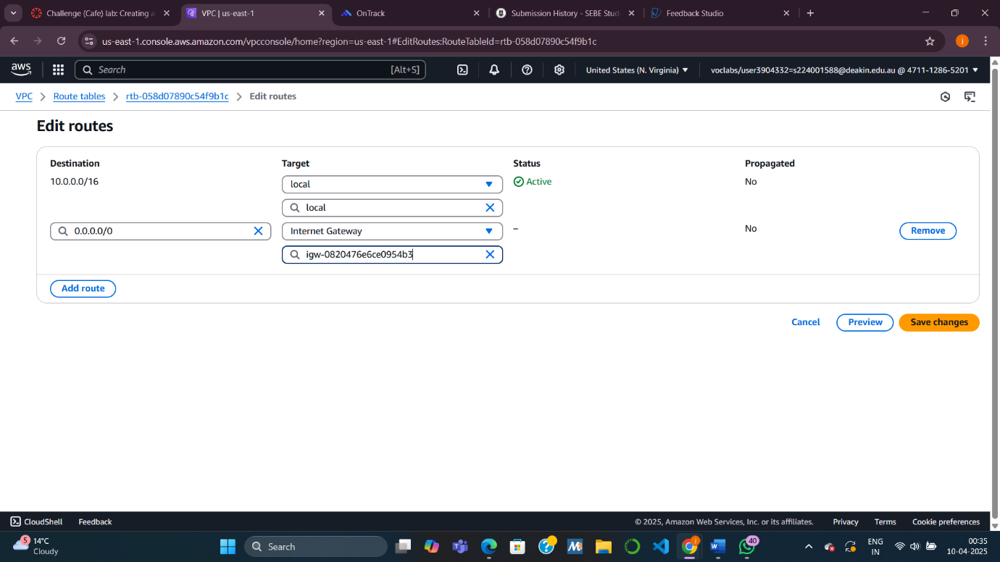 Challenge (Cafe) lab: Creating a
VPC | us-east-1
OnTrack
Submission History - SEBE Stud
Feedback Studio
us-east-1.console.aws.amazon.com/vpcconsole/home?region=us-east-1#EditRoutes:RouteTableId=rtb-058d07890c54f9b1c
j
aws
Search
[Alt+S]
United States (N. Virginia)
voclabs/user3904332=s224001588@deakin.edu.au @ 4711-1286-5201
VPC
Route tables
rtb-058d07890c54f9b1c
Edit routes
Edit routes
Destination
Target
Status
Propagated
10.0.0.0/16
local
Active
No
local
0.0.0.0/0
Internet Gateway
–
No
Remove
igw-0820476e6ce0954b3
Add route
Cancel
Preview
Save changes
CloudShell
Feedback
© 2025, Amazon Web Services, Inc. or its affiliates.
Privacy
Terms
Cookie preferences
5
14°C
Cloudy
Search
j
40
ENG
IN
00:35
10-04-2025